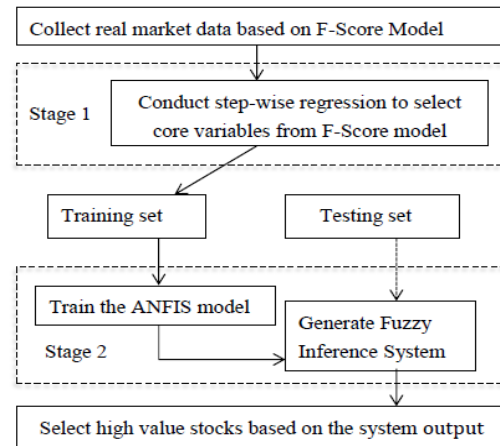 Collect real market data based on F-Score Model
Stage 1
Conduct step-wise regression to select
core variables from F-Score model
Training set
Testing set
Train the ANFIS model
Generate Fuzzy
Inference System
Stage 2
Select high value stocks based on the system output